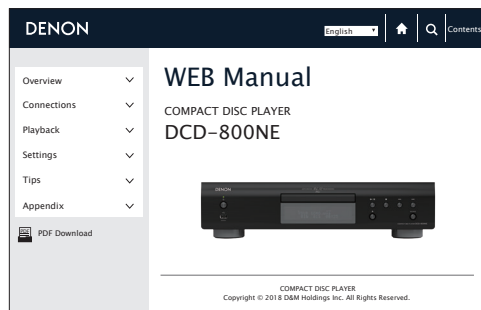 DENON
English
Contents
Overview
Connections
Playback
Settings
Tips
Appendix
PDF Download
WEB Manual
COMPACT DISC PLAYER
DCD-800NE
DENON
COMPACT DISC PLAYER
Copyright © 2018 D&M Holdings Inc. All Rights Reserved.